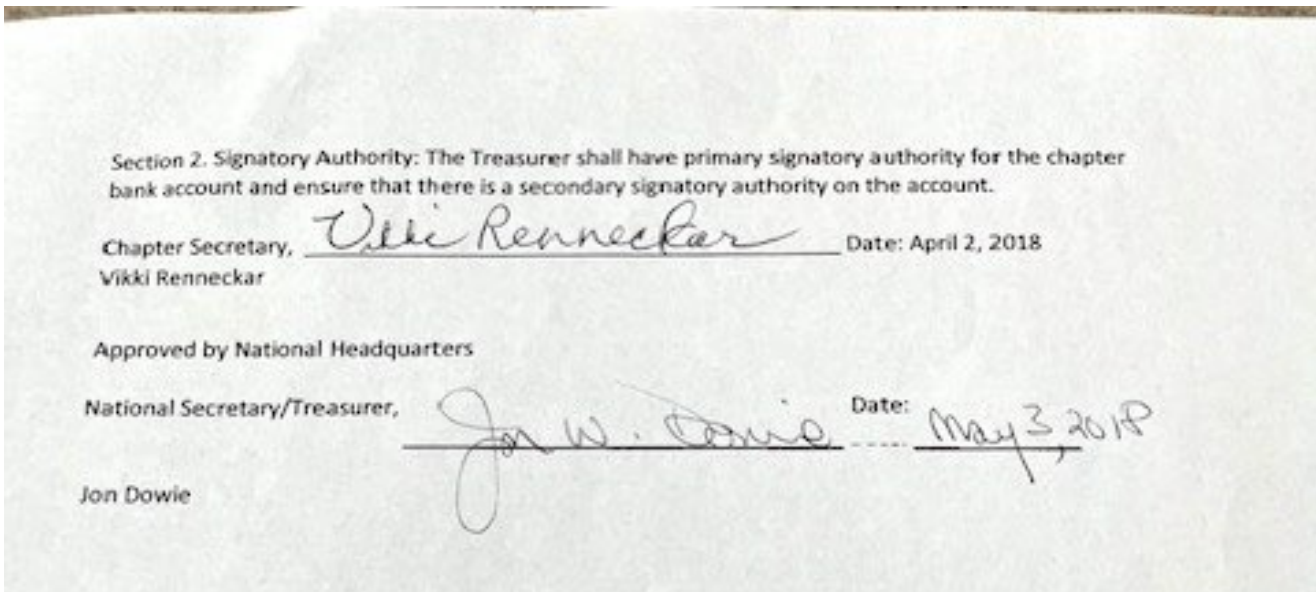 Section 2. Signatory Authority: The Treasurer shall have primary signatory authority for the chapter
bank account and ensure that there is a secondary signatory authority on the account.
Chapter Secretary, Vikki Renneckar Date: April 2, 2018
Vikki Renneckar
Approved by National Headquarters
National Secretary/Treasurer, Jon W. Dowie Date: May 3, 2018
Jon Dowie